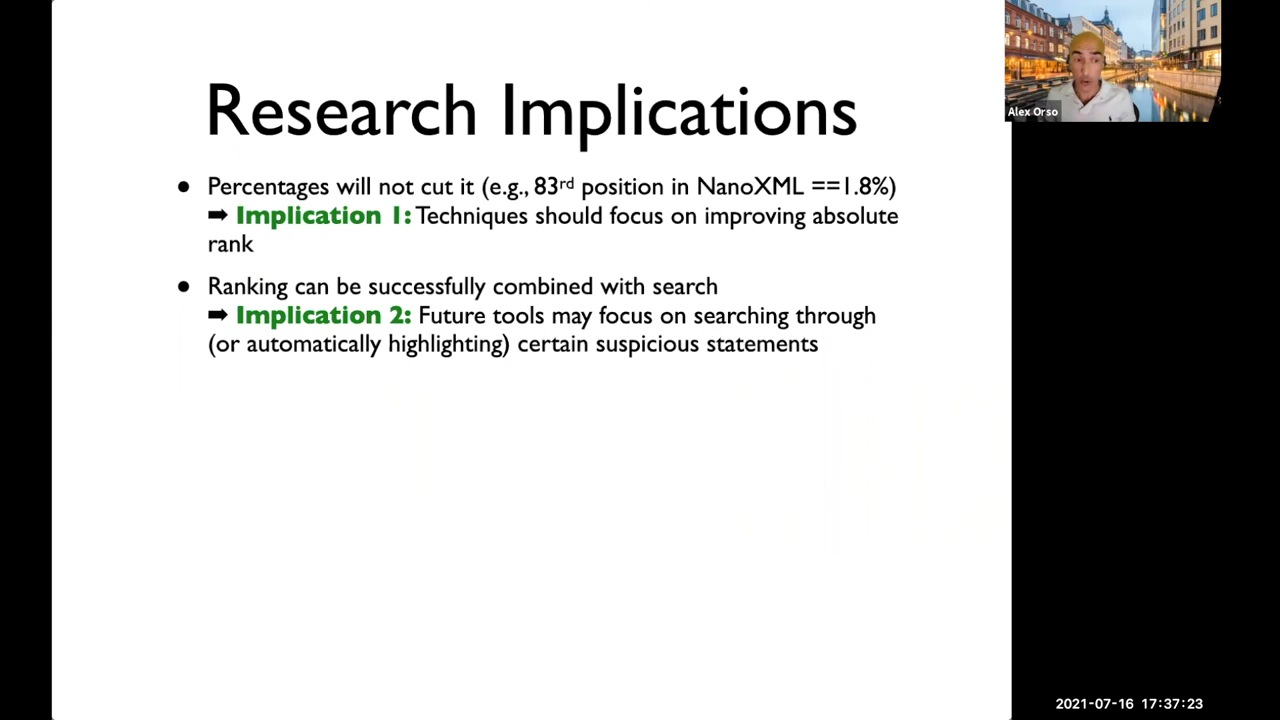 Research Implications
● Percentages will not cut it (e.g., 83rd position in NanoXML ==1.8%)
➡ Implication 1: Techniques should focus on improving absolute
rank
● Ranking can be successfully combined with search
➡ Implication 2: Future tools may focus on searching through
(or automatically highlighting) certain suspicious statements
Alex Orso
2021-07-16 17:37:23